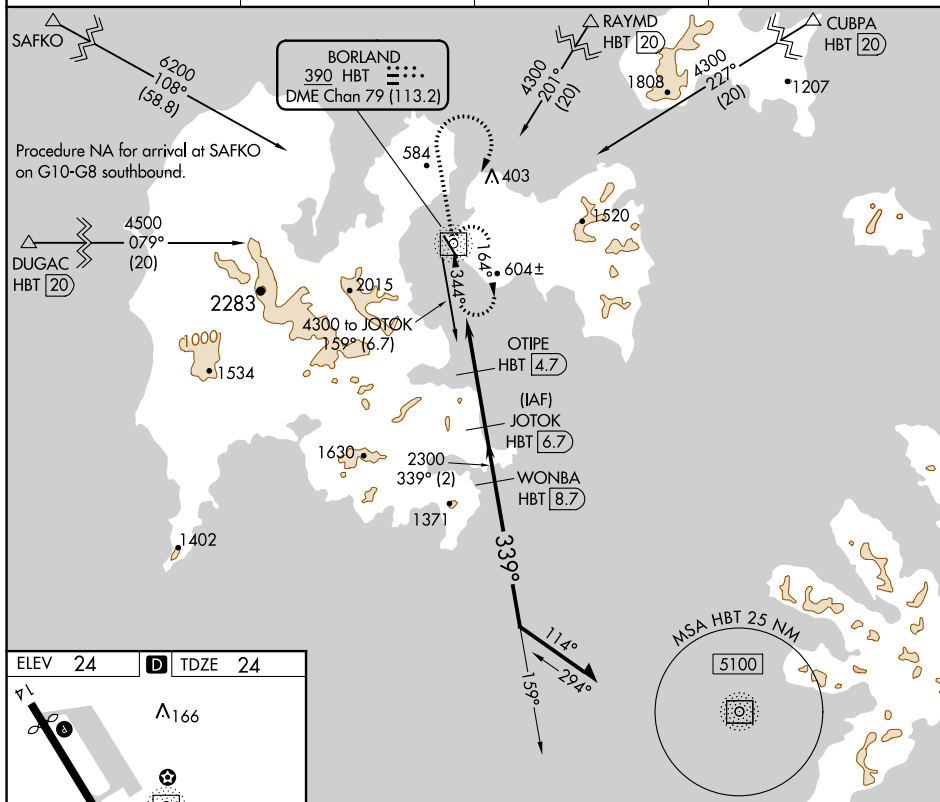 SAFKO
6200
108°
(58.8)
BORLAND
390 HBT
DME Chan 79 (113.2)
RAYMD
HBT 20
4300
201°
(20)
CUBPA
HBT 20
4300
227°
(20)
1808
1207
Procedure NA for arrival at SAFKO
on G10-G8 southbound.
584
403
1520
4500
079°
(20)
DUGAC
HBT 20
164°
344°
604±
2283
2015
4300 to JOTOK
159° (6.7)
1000
1534
OTIPE
HBT 4.7
(IAF)
JOTOK
HBT 6.7
1630
2300
339° (2)
WONBA
HBT 8.7
1371
1402
339°
114°
294°
159°
MSA HBT 25 NM
5100
ELEV 24
D
TDZE 24
14
P
166